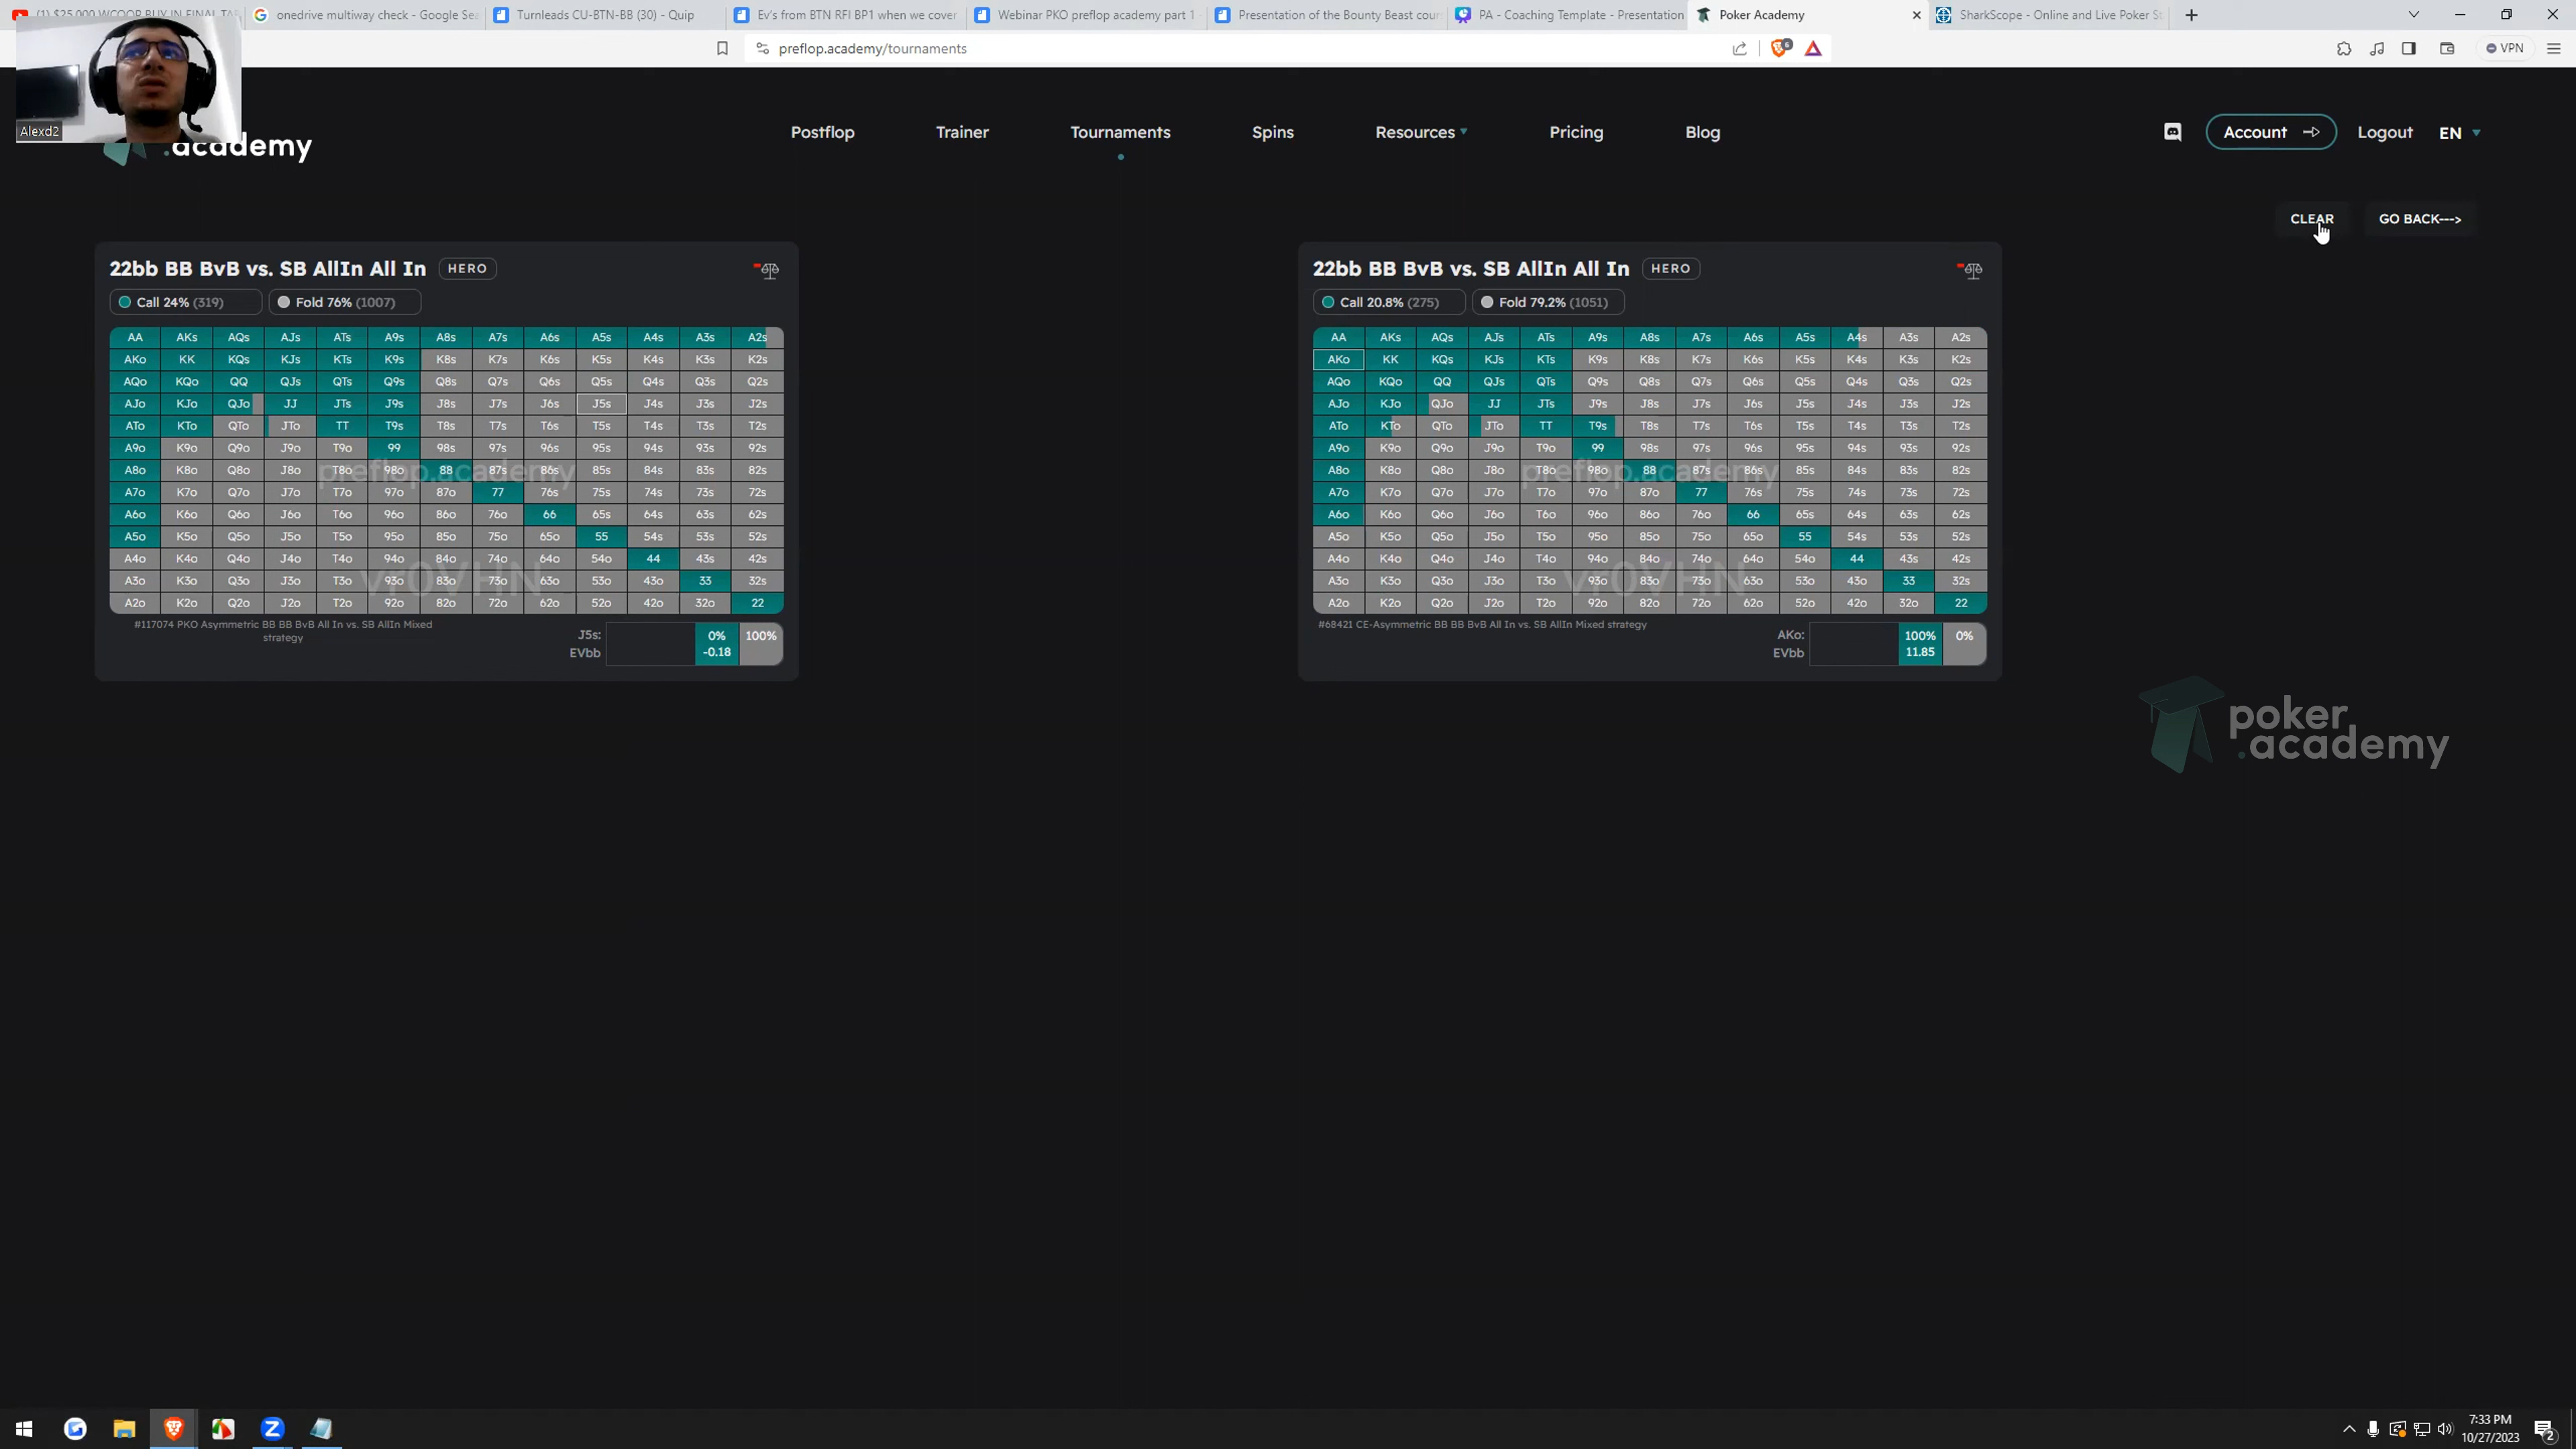 (1) $25,000 WCOOP BUY IN FINAL TAB
onedrive multiway check - Google Sea
Turnleads CU-BTN-BB (30) - Quip
Ev's from BTN RFI BP1 when we cover
Webinar PKO preflop academy part 1
Presentation of the Bounty Beast cour
PA - Coaching Template - Presentation
Poker Academy
SharkScope - Online and Live Poker St
preflop.academy/tournaments
6
VPN
Alexd2
.academy
Postflop
Trainer
Tournaments
Spins
Resources
Pricing
Blog
Account
Logout
EN
CLEAR
GO BACK--->
22bb BB BvB vs. SB AllIn All In HERO
Call 24% (319) Fold 76% (1007)
AA AKs AQs AJs ATs A9s A8s A7s A6s A5s A4s A3s A2s
AKo KK KQs KJs KTs K9s K8s K7s K6s K5s K4s K3s K2s
AQo KQo QQ QJs QTs Q9s Q8s Q7s Q6s Q5s Q4s Q3s Q2s
AJo KJo QJo JJ JTs J9s J8s J7s J6s J5s J4s J3s J2s
ATo KTo QTo JTo TT T9s T8s T7s T6s T5s T4s T3s T2s
A9o K9o Q9o J9o T9o 99 98s 97s 96s 95s 94s 93s 92s
A8o K8o Q8o J8o T8o 98o 88 87s 86s 85s 84s 83s 82s
A7o K7o Q7o J7o T7o 97o 87o 77 76s 75s 74s 73s 72s
A6o K6o Q6o J6o T6o 96o 86o 76o 66 65s 64s 63s 62s
A5o K5o Q5o J5o T5o 95o 85o 75o 65o 55 54s 53s 52s
A4o K4o Q4o J4o T4o 94o 84o 74o 64o 54o 44 43s 42s
A3o K3o Q3o J3o T3o 93o 83o 73o 63o 53o 43o 33 32s
A2o K2o Q2o J2o T2o 92o 82o 72o 62o 52o 42o 32o 22
preflop.academy
vr0VHN
#117074 PKO Asymmetric BB BB BvB All In vs. SB AllIn Mixed
strategy
J5s: 0% 100%
EVbb -0.18
22bb BB BvB vs. SB AllIn All In HERO
Call 20.8% (275) Fold 79.2% (1051)
AA AKs AQs AJs ATs A9s A8s A7s A6s A5s A4s A3s A2s
AKo KK KQs KJs KTs K9s K8s K7s K6s K5s K4s K3s K2s
AQo KQo QQ QJs QTs Q9s Q8s Q7s Q6s Q5s Q4s Q3s Q2s
AJo KJo QJo JJ JTs J9s J8s J7s J6s J5s J4s J3s J2s
ATo KTo QTo JTo TT T9s T8s T7s T6s T5s T4s T3s T2s
A9o K9o Q9o J9o T9o 99 98s 97s 96s 95s 94s 93s 92s
A8o K8o Q8o J8o T8o 98o 88 87s 86s 85s 84s 83s 82s
A7o K7o Q7o J7o T7o 97o 87o 77 76s 75s 74s 73s 72s
A6o K6o Q6o J6o T6o 96o 86o 76o 66 65s 64s 63s 62s
A5o K5o Q5o J5o T5o 95o 85o 75o 65o 55 54s 53s 52s
A4o K4o Q4o J4o T4o 94o 84o 74o 64o 54o 44 43s 42s
A3o K3o Q3o J3o T3o 93o 83o 73o 63o 53o 43o 33 32s
A2o K2o Q2o J2o T2o 92o 82o 72o 62o 52o 42o 32o 22
preflop.academy
vr0VHN
#68421 CE-Asymmetric BB BB BvB All In vs. SB AllIn Mixed strategy
AKo: 100% 0%
EVbb 11.85
poker
.academy
7:33 PM
10/27/2023
2